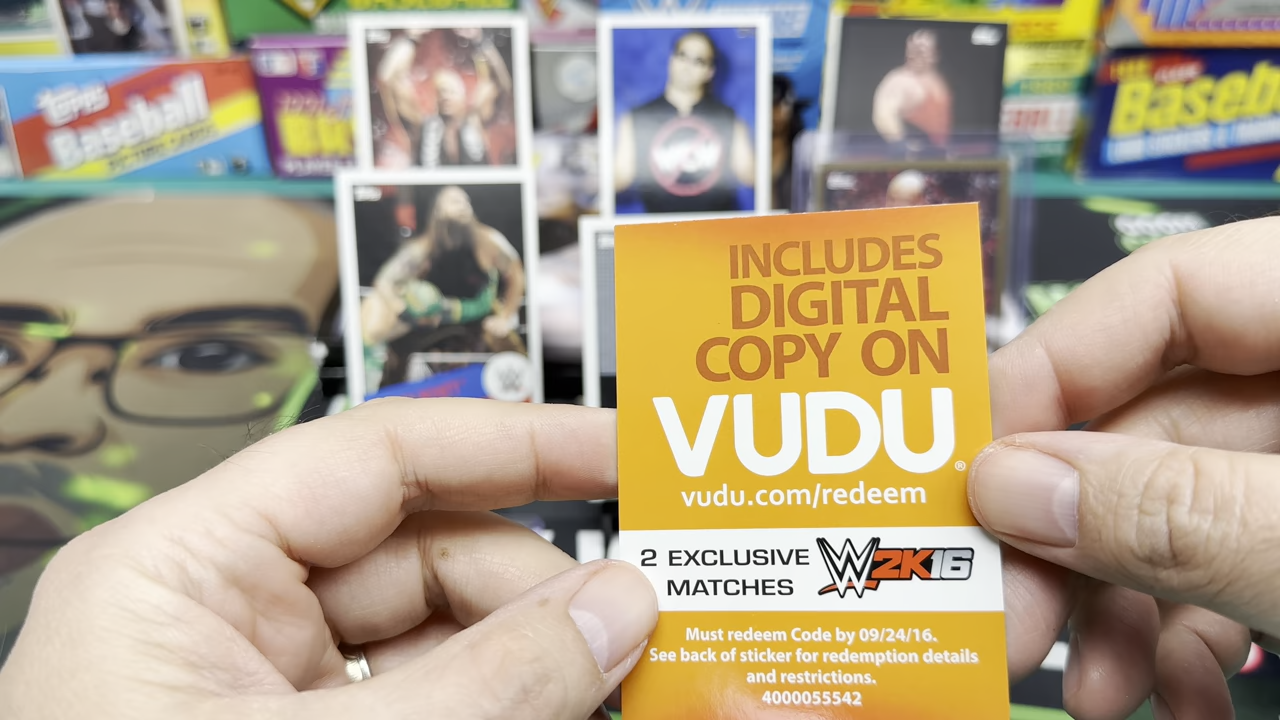 TOPPS
Baseball
Baseb
INCLUDES
DIGITAL
COPY ON
VUDU®
vudu.com/redeem
2 EXCLUSIVE
MATCHES
W2K16
Must redeem Code by 09/24/16.
See back of sticker for redemption details
and restrictions.
4000055542